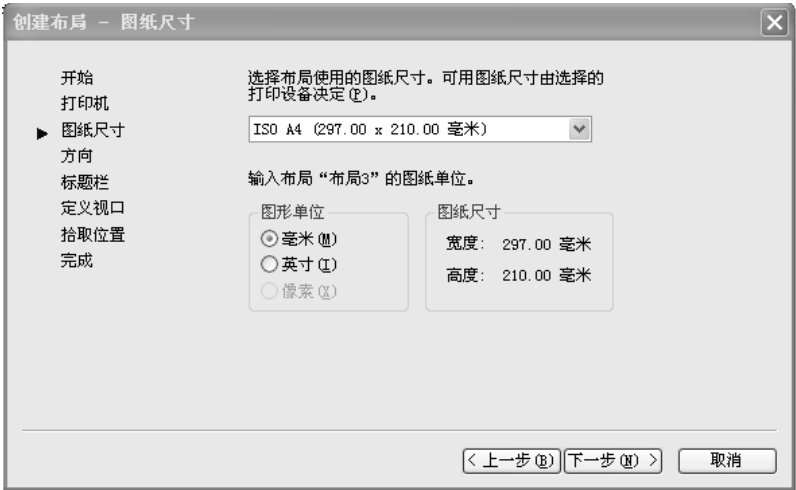 创建布局 - 图纸尺寸
开始
打印机
图纸尺寸
方向
标题栏
定义视口
拾取位置
完成
选择布局使用的图纸尺寸。可用图纸尺寸由选择的
打印设备决定(P)。
ISO A4 (297.00 x 210.00 毫米)
输入布局“布局3”的图纸单位。
图形单位
毫米(M)
英寸(I)
像素(X)
图纸尺寸
宽度: 297.00 毫米
高度: 210.00 毫米
< 上一步(B) 下一步(N) > 取消